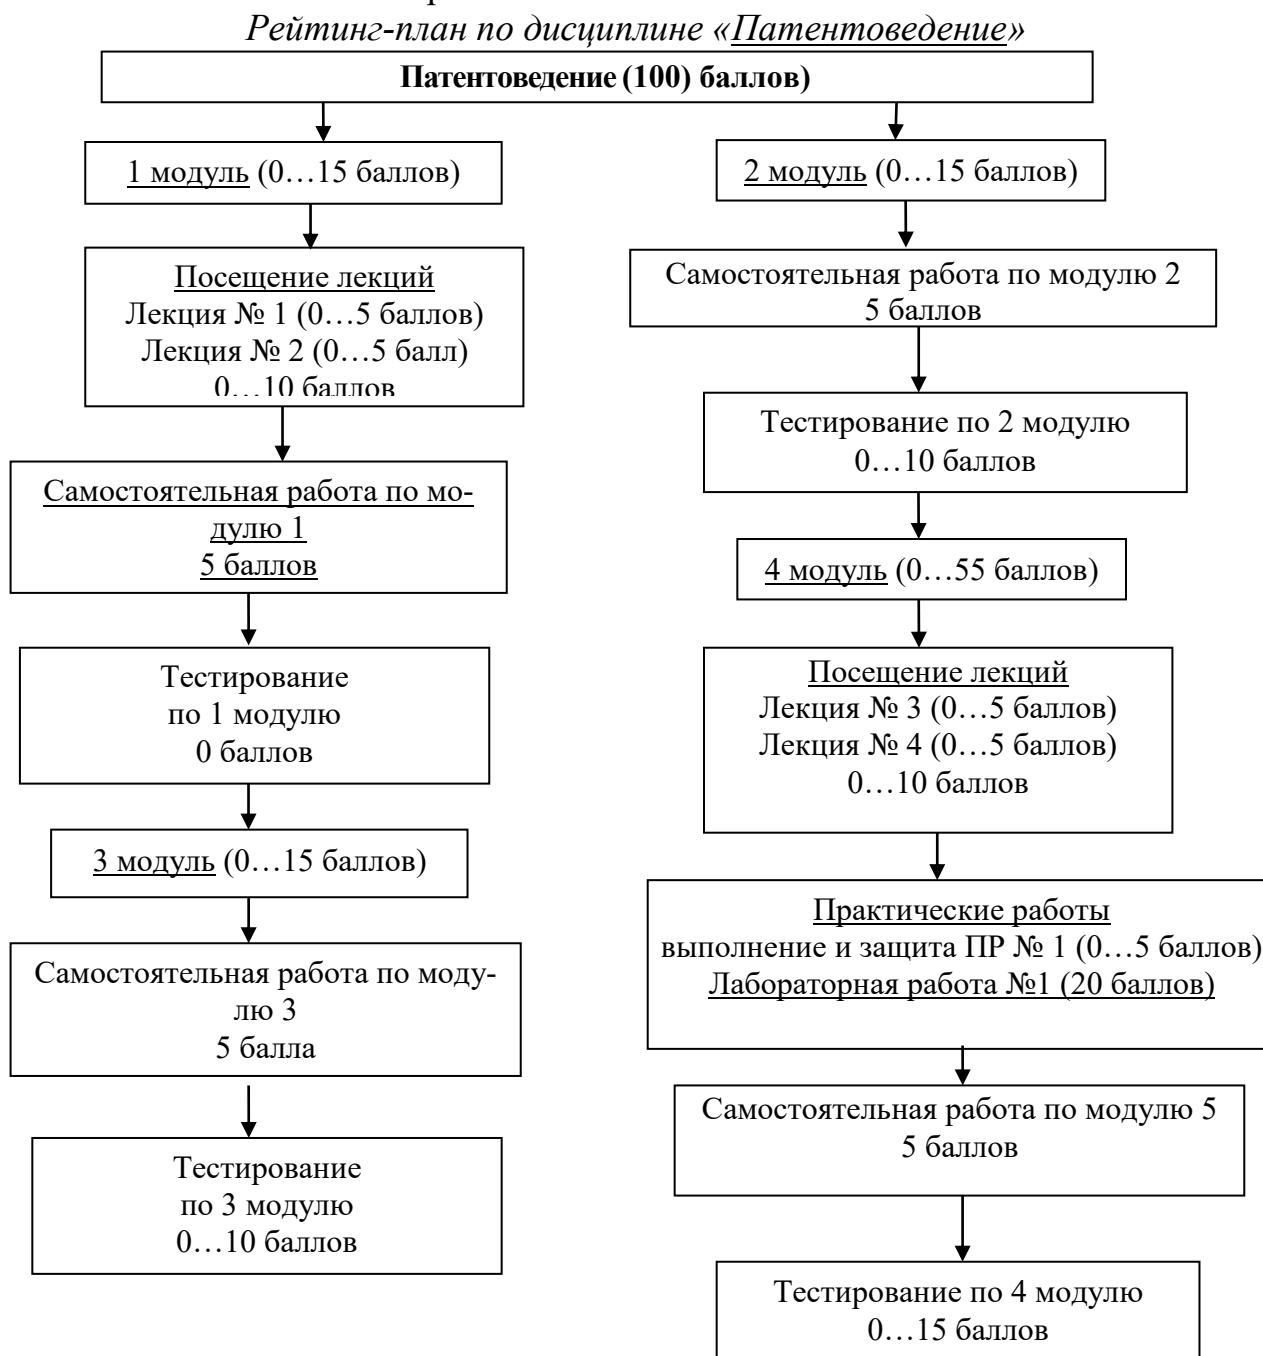 Рейтинг-план по дисциплине «Патентоведение»
Патентоведение (100) баллов)
1 модуль (0…15 баллов)
Посещение лекций
Лекция № 1 (0…5 баллов)
Лекция № 2 (0…5 балл)
0…10 баллов
Самостоятельная работа по мо-
дулю 1
5 баллов
Тестирование
по 1 модулю
0 баллов
3 модуль (0…15 баллов)
Самостоятельная работа по моду-
лю 3
5 балла
Тестирование
по 3 модулю
0…10 баллов
2 модуль (0…15 баллов)
Самостоятельная работа по модулю 2
5 баллов
Тестирование по 2 модулю
0…10 баллов
4 модуль (0…55 баллов)
Посещение лекций
Лекция № 3 (0…5 баллов)
Лекция № 4 (0…5 баллов)
0…10 баллов
Практические работы
выполнение и защита ПР № 1 (0…5 баллов)
Лабораторная работа №1 (20 баллов)
Самостоятельная работа по модулю 5
5 баллов
Тестирование по 4 модулю
0…15 баллов